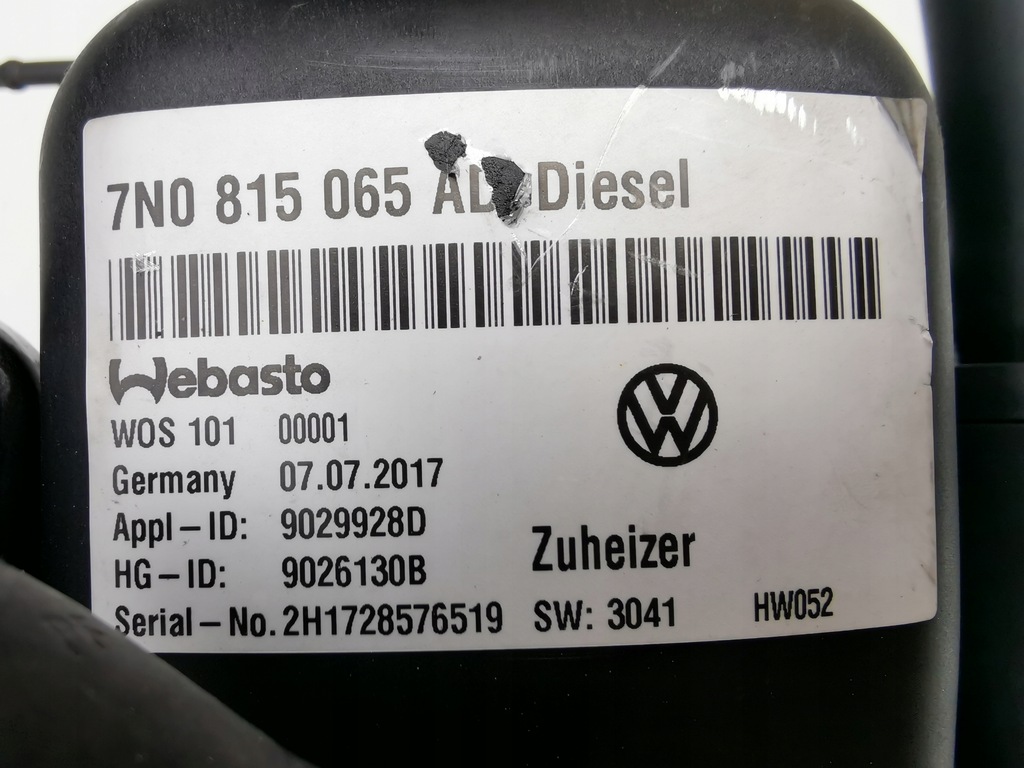 7N0 815 065 AD Diesel
Webasto
WOS 101 00001
Germany 07.07.2017
Appl-ID: 9029928D
HG-ID: 9026130B
Zuheizer
Serial-No. 2H1728576519 SW: 3041 HW052